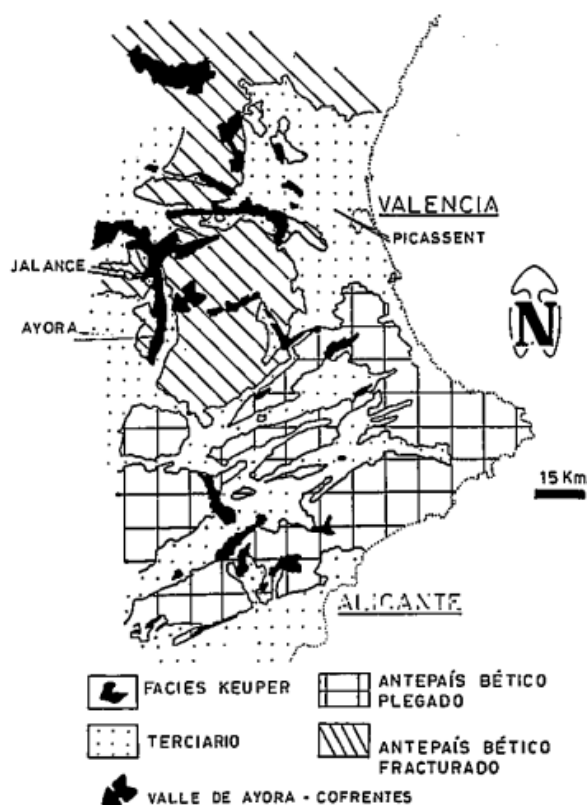 VALENCIA
PICASSENT
JALANCE
AYORA
N
15 Km
ALICANTE
FACIES KEUPER
ANTEPAÍS BÉTICO
PLEGADO
TERCIARIO
ANTEPAÍS BÉTICO
FRACTURADO
VALLE DE AYORA - COFRENTES